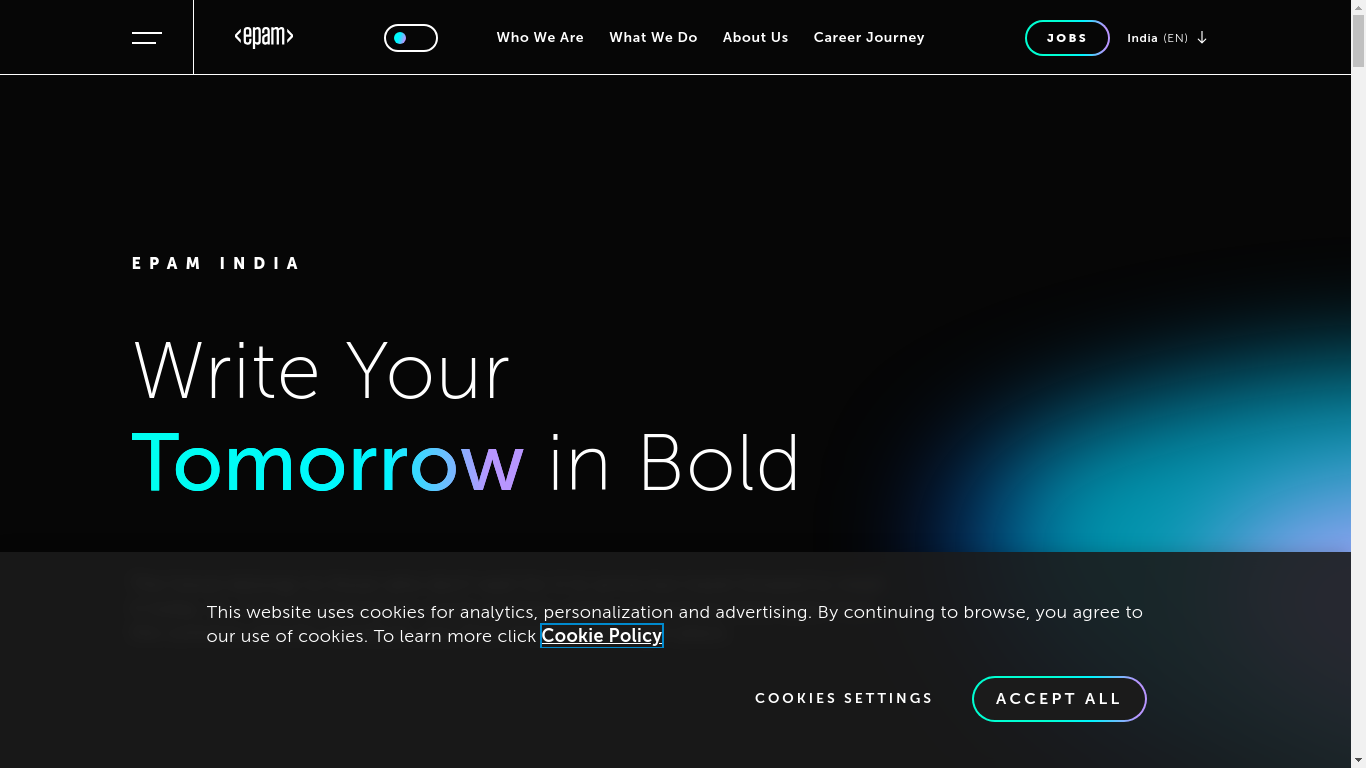 <epam>
Who We Are
What We Do
About Us
Career Journey
JOBS
India (EN)
EPAM INDIA
Write Your
Tomorrow in Bold
This website uses cookies for analytics, personalization and advertising. By continuing to browse, you agree to
our use of cookies. To learn more click Cookie Policy
COOKIES SETTINGS
ACCEPT ALL